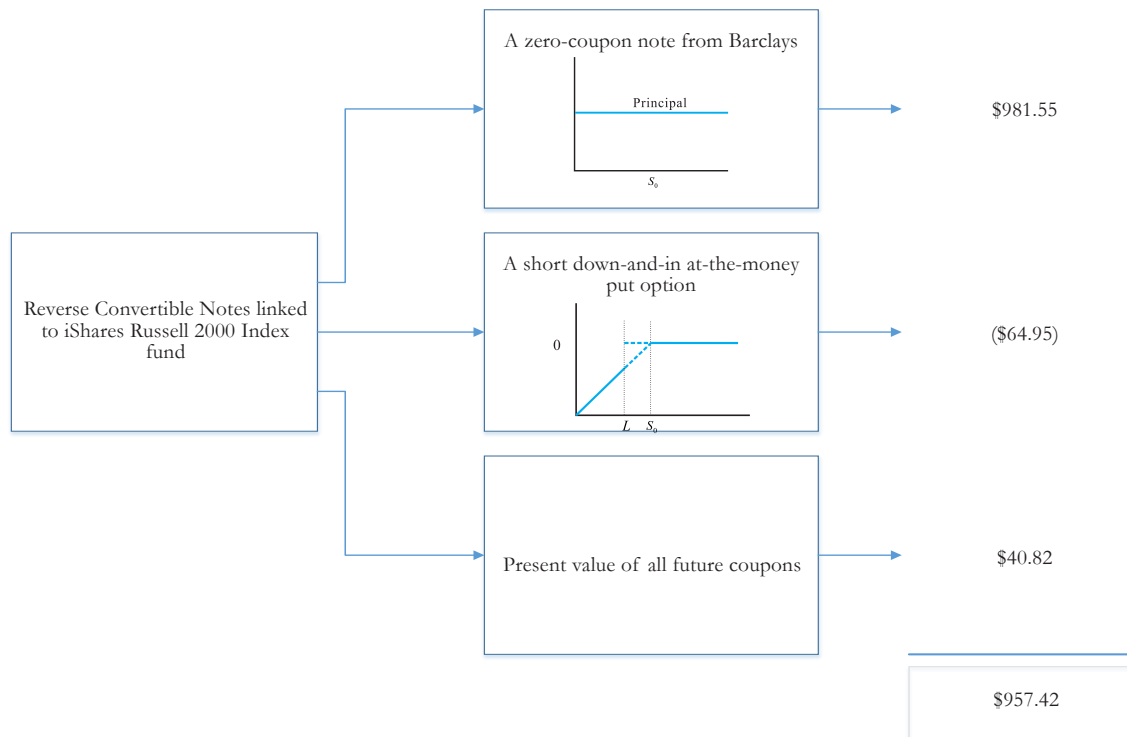 A zero-coupon note from Barclays
Principal
S₀
$981.55
Reverse Convertible Notes linked
to iShares Russell 2000 Index
fund
A short down-and-in at-the-money
put option
0
L S₀
($64.95)
Present value of all future coupons
$40.82
$957.42